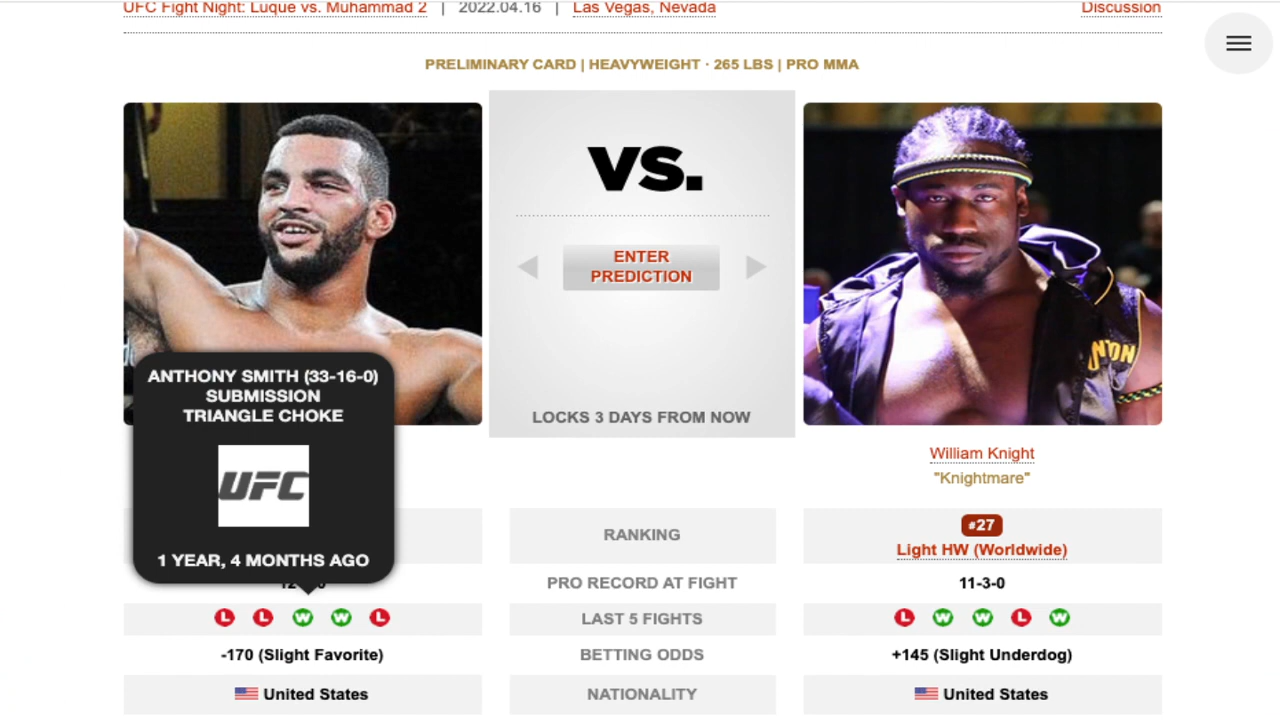 UFC Fight Night: Luque vs. Muhammad 2 | 2022.04.16 | Las Vegas, Nevada Discussion
PRELIMINARY CARD | HEAVYWEIGHT · 265 LBS | PRO MMA
VS.
ENTER
PREDICTION
LOCKS 3 DAYS FROM NOW
NTON
ANTHONY SMITH (33-16-0)
SUBMISSION
TRIANGLE CHOKE
UFC
1 YEAR, 4 MONTHS AGO
William Knight
"Knightmare"
RANKING
#27
Light HW (Worldwide)
PRO RECORD AT FIGHT 11-3-0
L L W W L LAST 5 FIGHTS L W W L W
-170 (Slight Favorite) BETTING ODDS +145 (Slight Underdog)
United States NATIONALITY United States